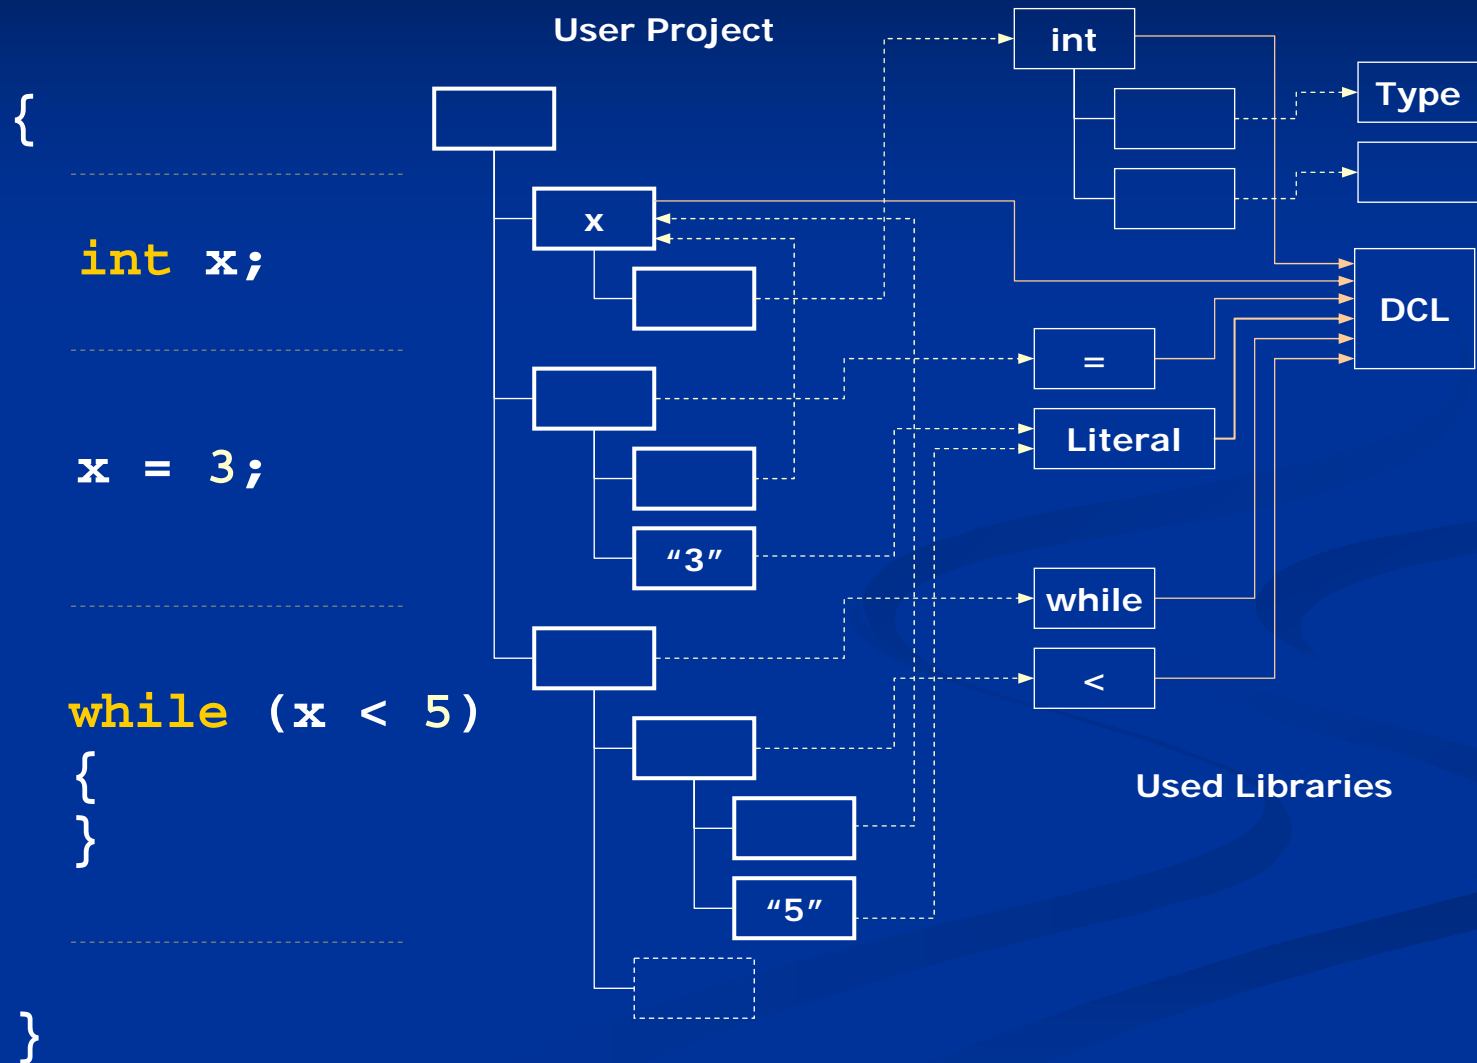 User Project
{
int x;
x = 3;
while (x < 5)
{
}
}
x
“3”
“5”
int
Type
DCL
=
Literal
while
<
Used Libraries